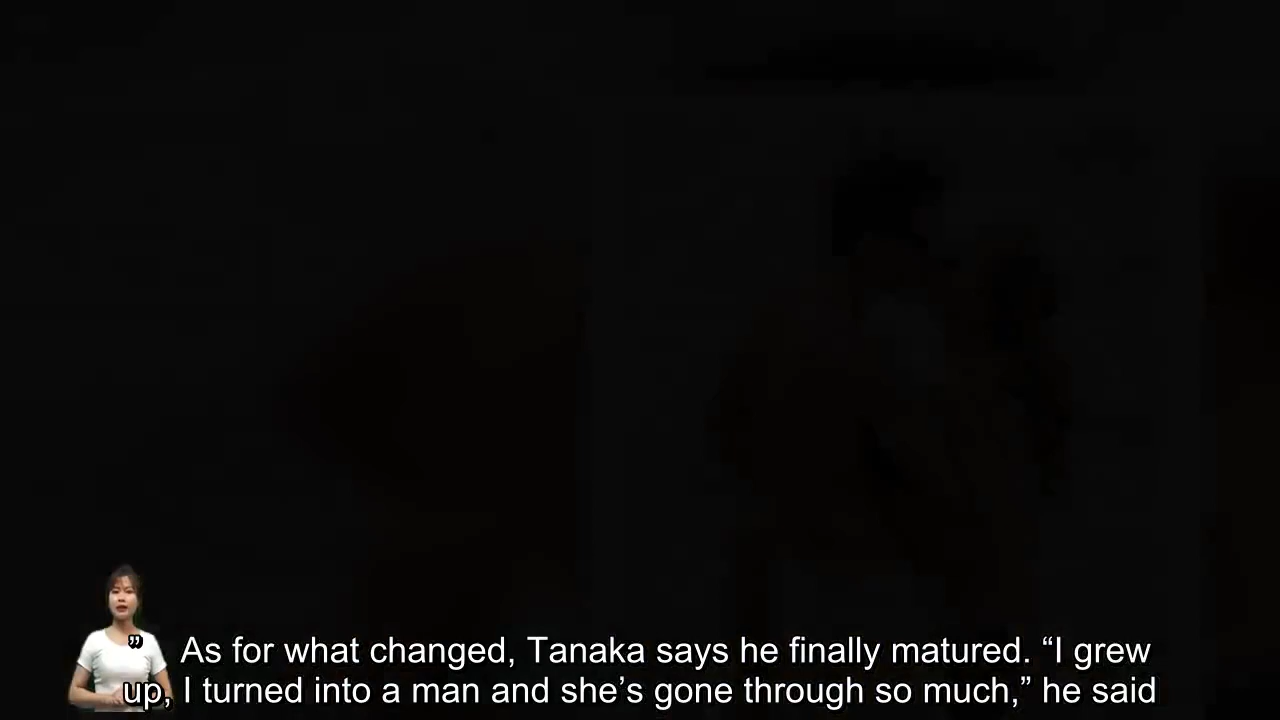 ” As for what changed, Tanaka says he finally matured. “I grew
up, I turned into a man and she’s gone through so much,” he said